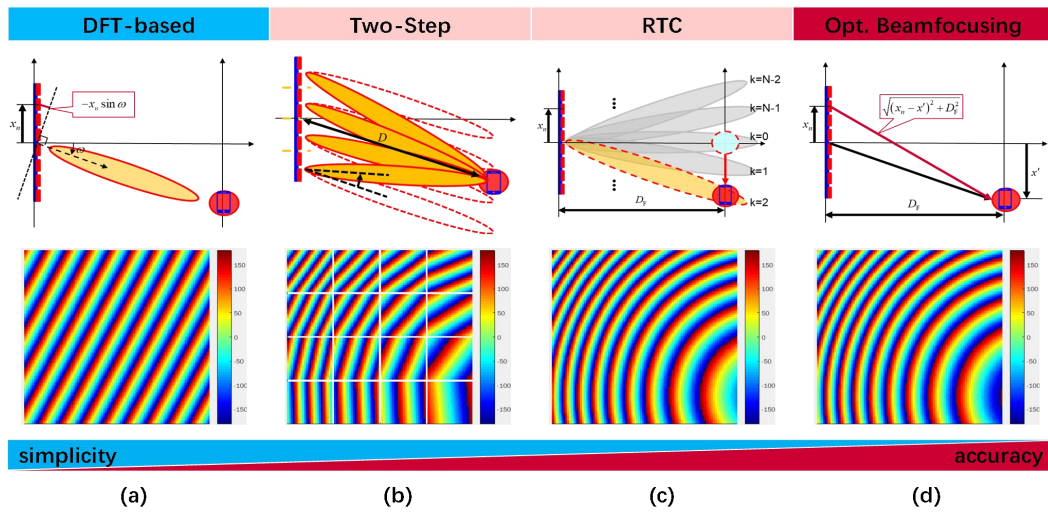 DFT-based
Two-Step
RTC
Opt. Beamfocusing
−x_n sin ω
x_n
ω
D
k=N-2
k=N-1
k=0
k=1
k=2
x_n
D_F
√((x_n − x')² + D_F²)
x_n
x'
D_F
150
100
50
0
-50
-100
-150
150
100
50
0
-50
-100
-150
150
100
50
0
-50
-100
-150
150
100
50
0
-50
-100
-150
simplicity
accuracy
(a)
(b)
(c)
(d)